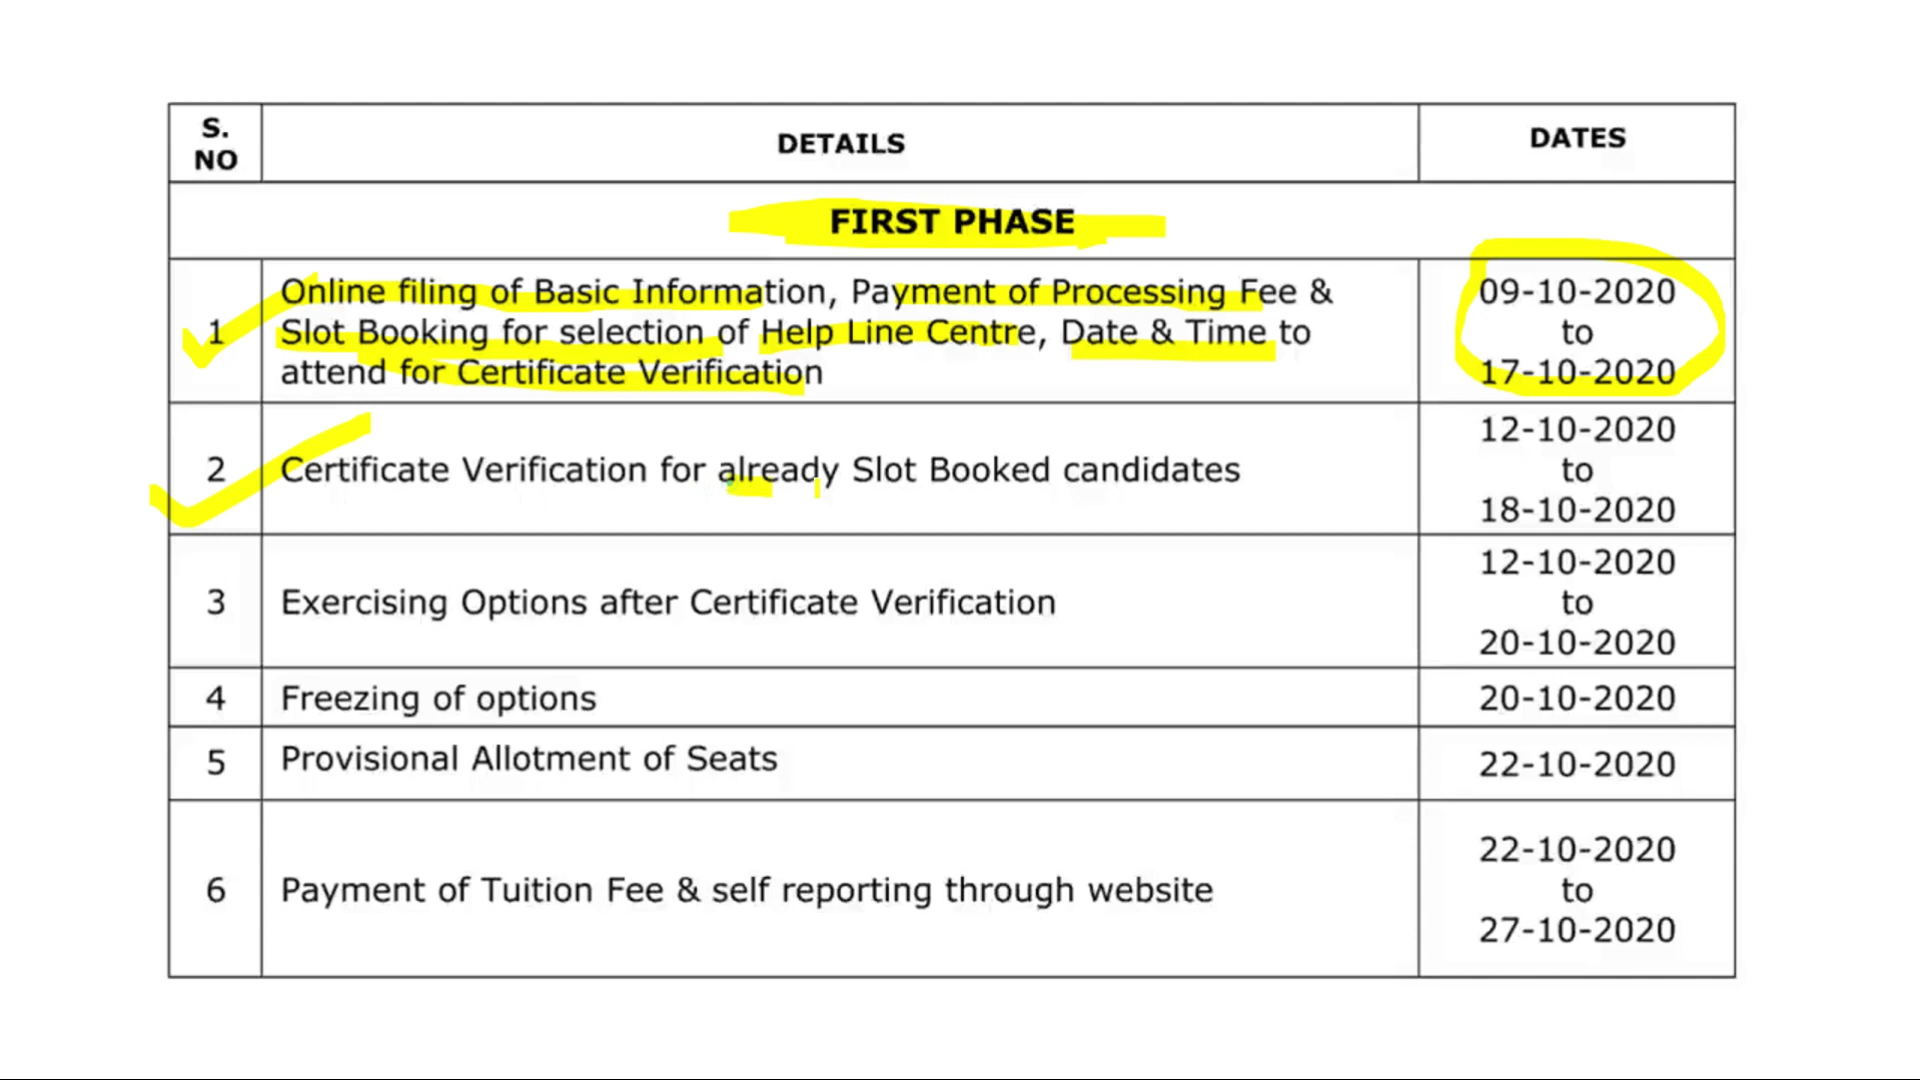 S.
NO
DETAILS
DATES
FIRST PHASE
1
Online filing of Basic Information, Payment of Processing Fee &
Slot Booking for selection of Help Line Centre, Date & Time to
attend for Certificate Verification
09-10-2020
to
17-10-2020
2
Certificate Verification for already Slot Booked candidates
12-10-2020
to
18-10-2020
3
Exercising Options after Certificate Verification
12-10-2020
to
20-10-2020
4
Freezing of options
20-10-2020
5
Provisional Allotment of Seats
22-10-2020
6
Payment of Tuition Fee & self reporting through website
22-10-2020
to
27-10-2020